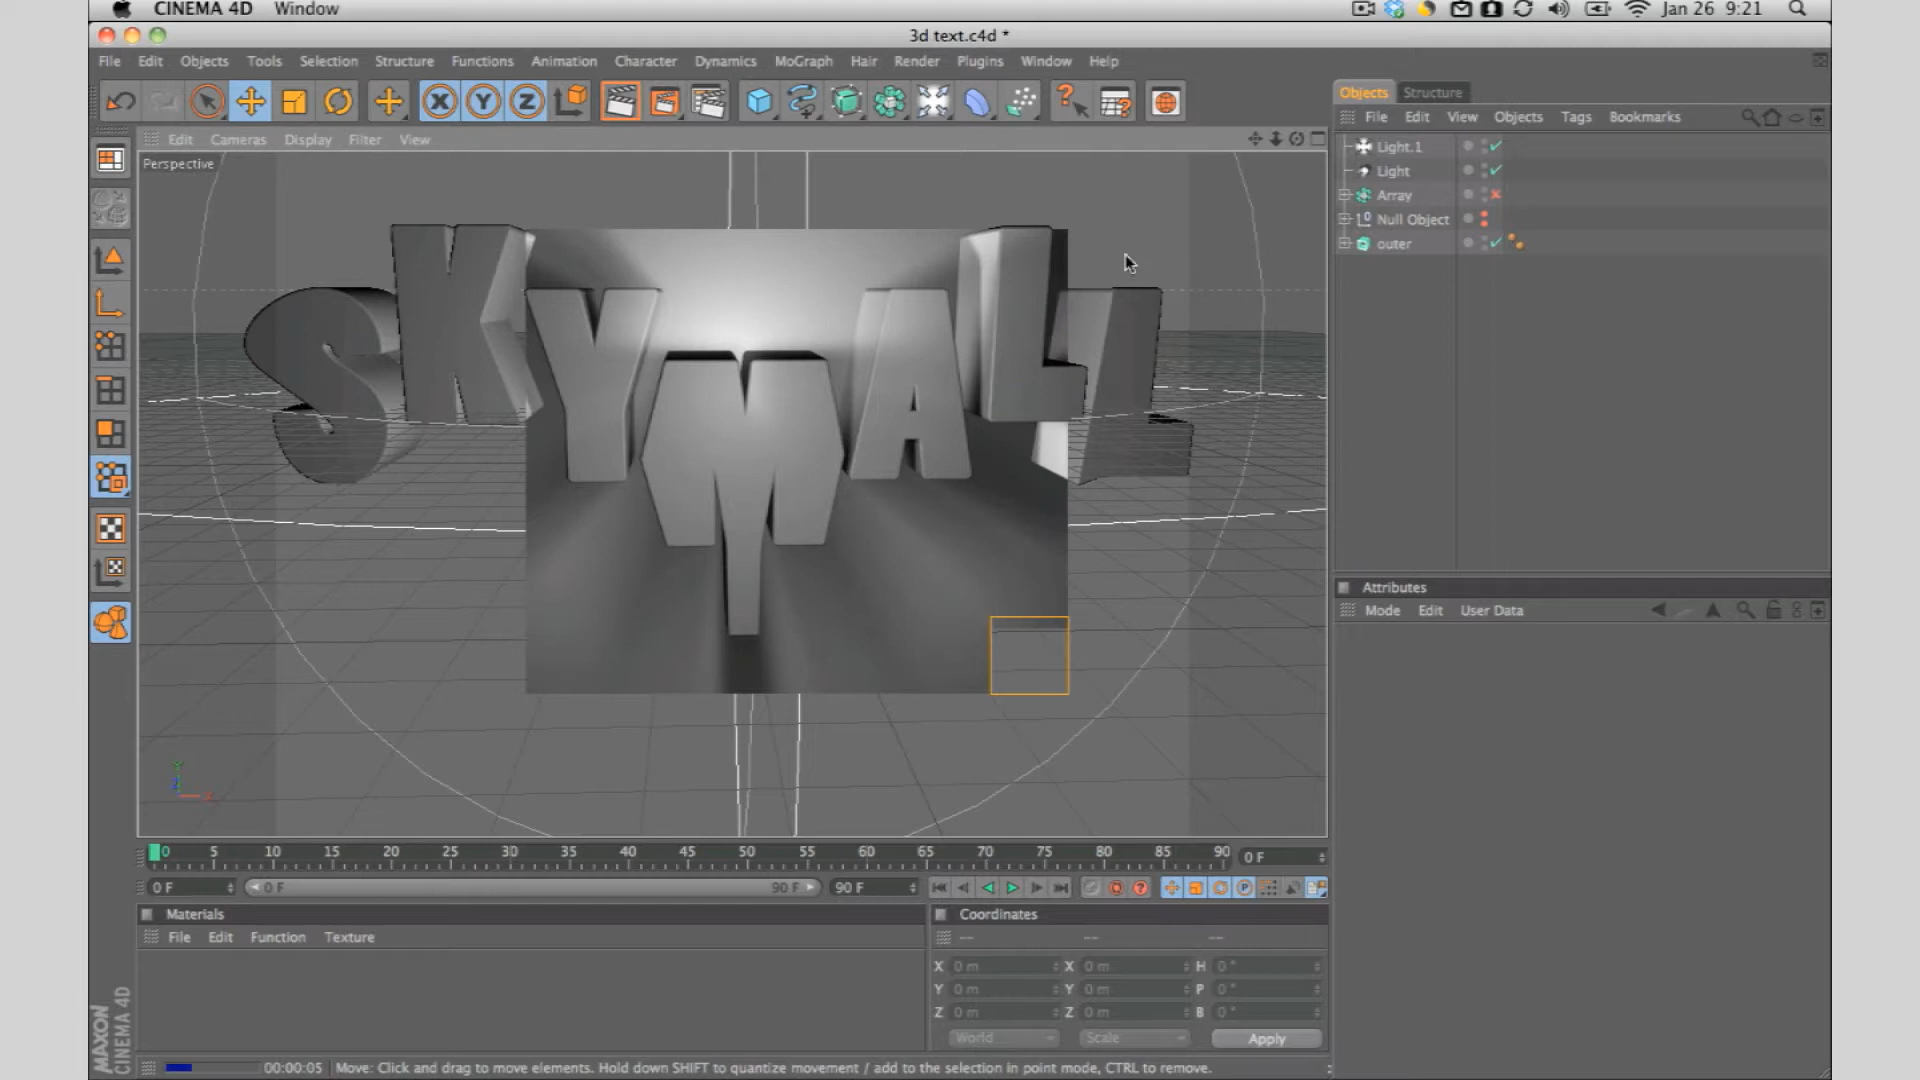 CINEMA 4D Window Jan 26 9:21
3d text.c4d *
File Edit Objects Tools Selection Structure Functions Animation Character Dynamics MoGraph Hair Render Plugins Window Help
X Y Z
Objects Structure
File Edit View Objects Tags Bookmarks
Edit Cameras Display Filter View
Perspective
Light.1
Light
Array
Null Object
outer
SKYMALL
Attributes
Mode Edit User Data
0 5 10 15 20 25 30 35 40 45 50 55 60 65 70 75 80 85 90 0 F
0 F 0 F 90 F 90 F
Materials
File Edit Function Texture
Coordinates
-- -- --
X 0 m X 0 m H 0 °
Y 0 m Y 0 m P 0 °
Z 0 m Z 0 m B 0 °
World Scale Apply
MAXON
CINEMA 4D
00:00:05 Move: Click and drag to move elements. Hold down SHIFT to quantize movement / add to the selection in point mode, CTRL to remove.